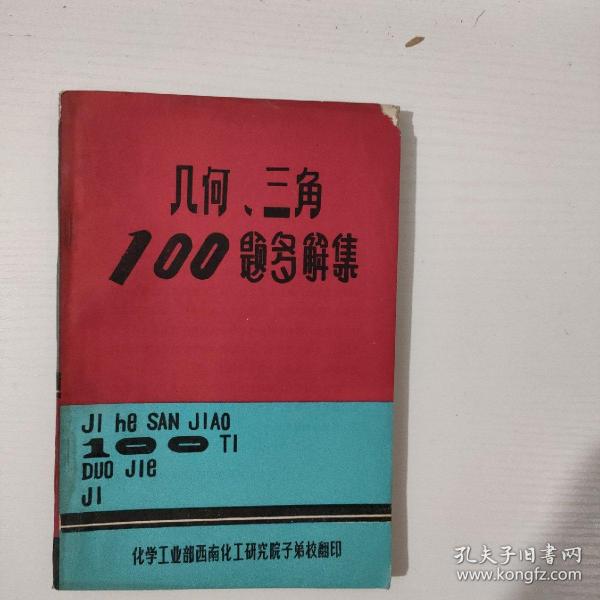 几何、三角
100题多解集
JI he SAN JIAO
100 TI
DUO JIe
JI
化学工业部西南化工研究院子弟校翻印
孔夫子旧书网
www.kongfz.com